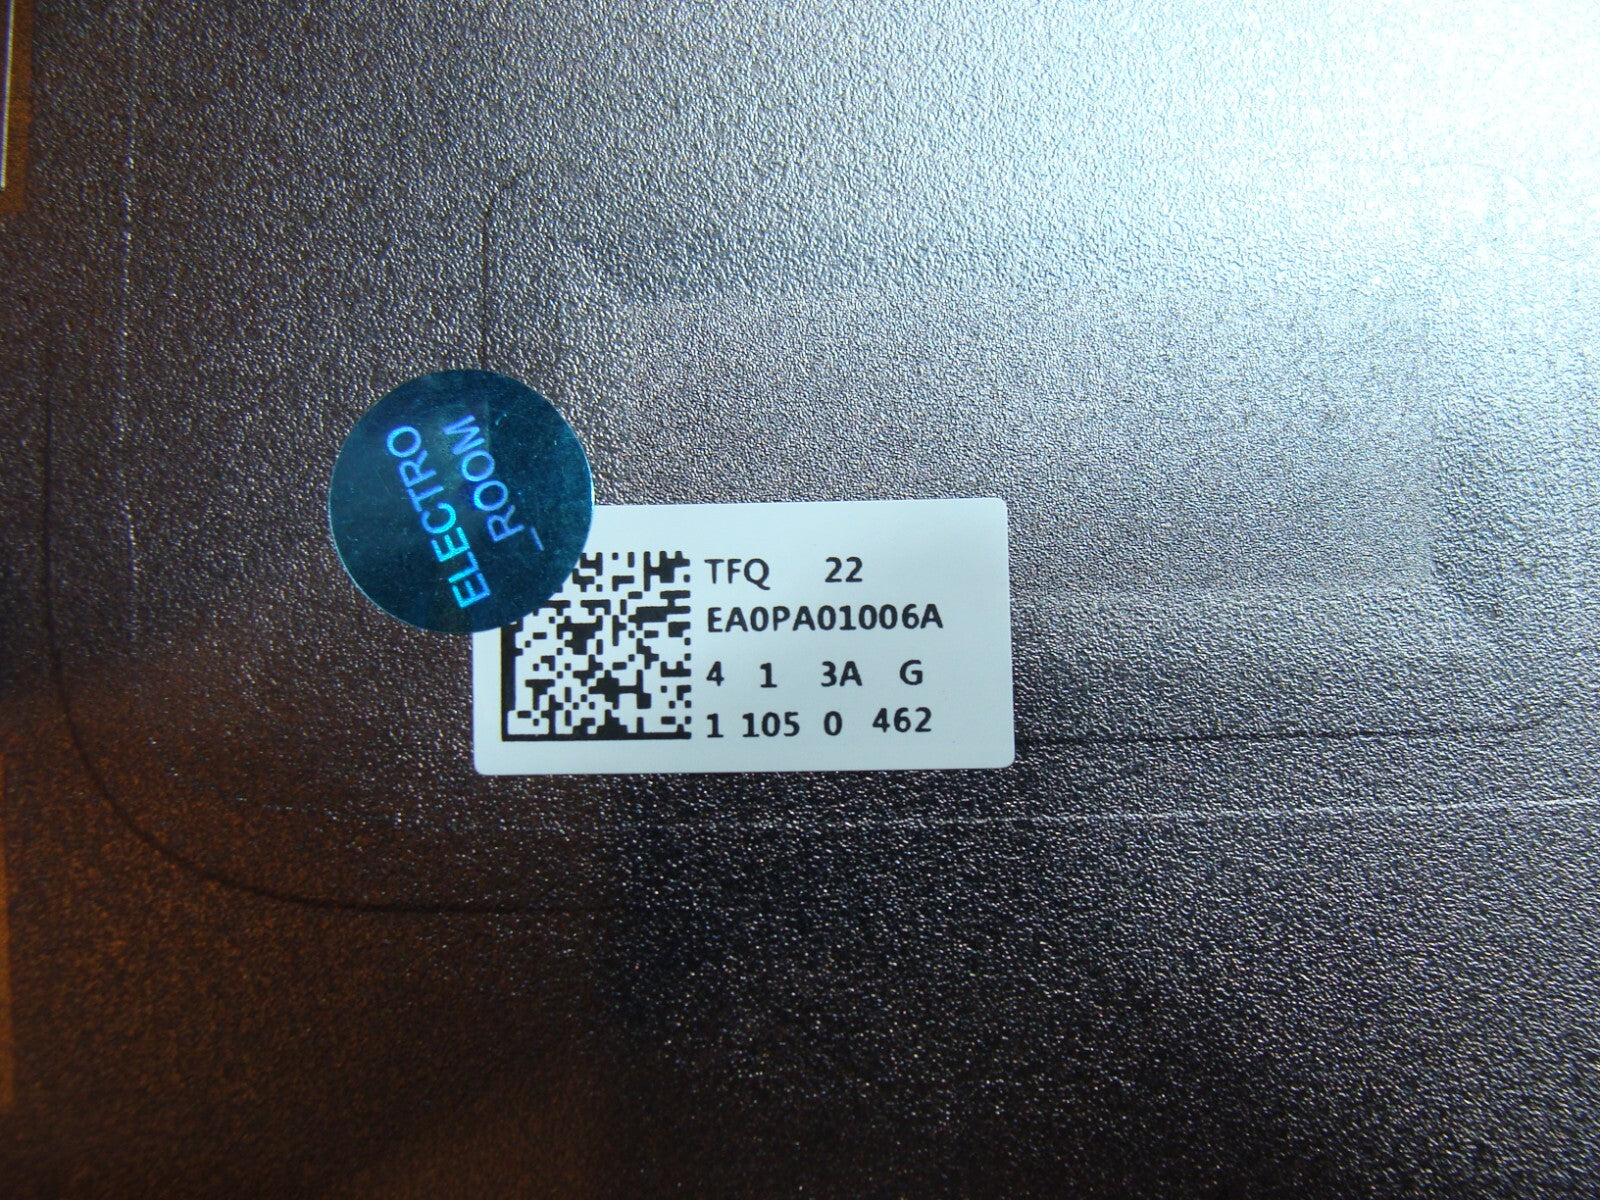 ELECTRO
_ROOM
TFQ 22
EA0PA01006A
4 1 3A G
1 105 0 462